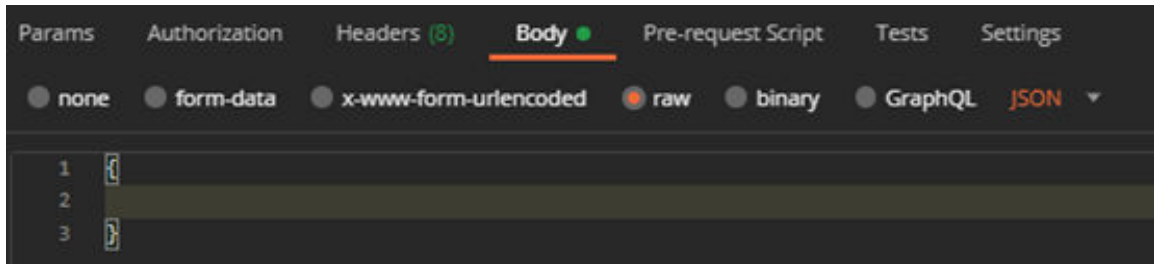 Params Authorization Headers (8) Body Pre-request Script Tests Settings
none form-data x-www-form-urlencoded raw binary GraphQL JSON
1 {
2
3 }